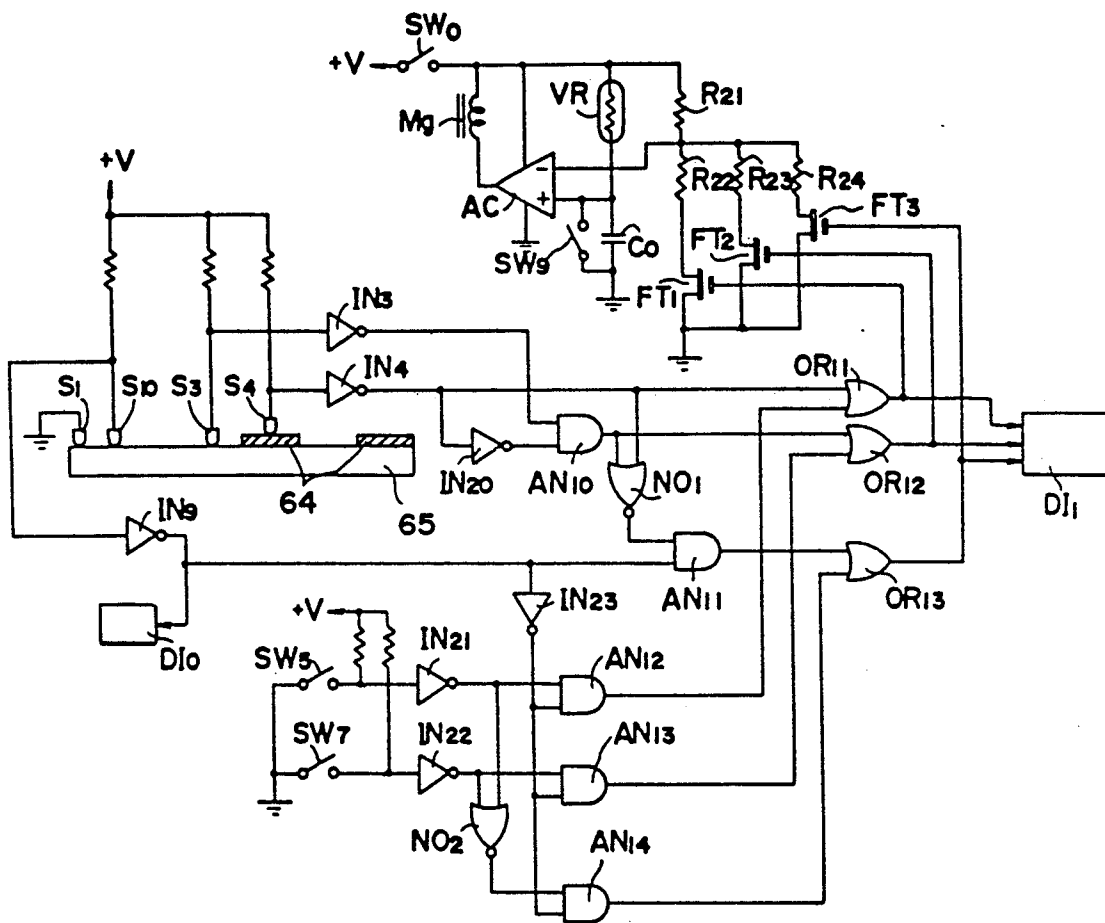 SW0
+V
VR
R21
Mg
+V
AC
-
+
R22
R23
R24
FT3
FT2
FT1
SW9
C0
IN3
IN4
S1
S10
S3
S4
OR11
IN20
AN10
NO1
OR12
DI1
64
65
IN9
AN11
OR13
IN23
DI0
+V
IN21
SW5
AN12
SW7
IN22
AN13
NO2
AN14